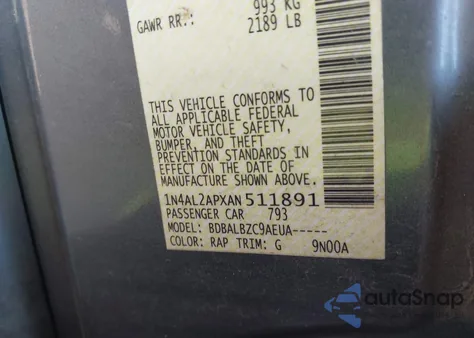 993 KG
GAWR RR.: 2189 LB
THIS VEHICLE CONFORMS TO
ALL APPLICABLE FEDERAL
MOTOR VEHICLE SAFETY,
BUMPER, AND THEFT
PREVENTION STANDARDS IN
EFFECT ON THE DATE OF
MANUFACTURE SHOWN ABOVE.
1N4AL2APXAN511891
PASSENGER CAR 793
MODEL: BDBALBZC9AEUA-----
COLOR: RAP TRIM: G 9N00A
autoSnap